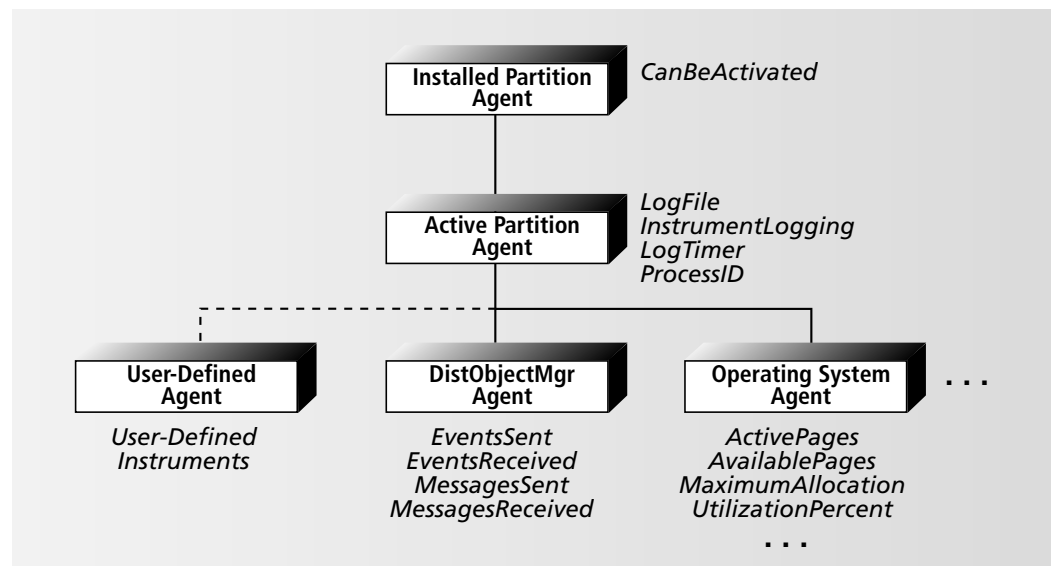 Installed Partition
Agent
CanBeActivated
Active Partition
Agent
LogFile
InstrumentLogging
LogTimer
ProcessID
User-Defined
Agent
User-Defined
Instruments
DistObjectMgr
Agent
EventsSent
EventsReceived
MessagesSent
MessagesReceived
Operating System
Agent
. . .
ActivePages
AvailablePages
MaximumAllocation
UtilizationPercent
. . .